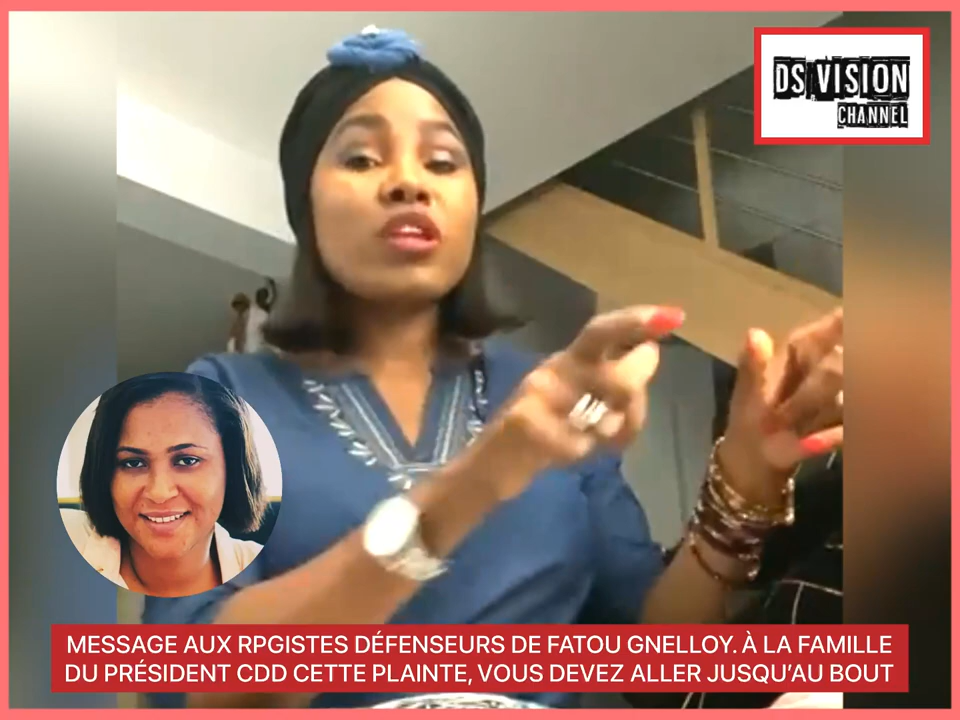 DS VISION
CHANNEL
MESSAGE AUX RPGISTES DÉFENSEURS DE FATOU GNELLOY. À LA FAMILLE
DU PRÉSIDENT CDD CETTE PLAINTE, VOUS DEVEZ ALLER JUSQU’AU BOUT